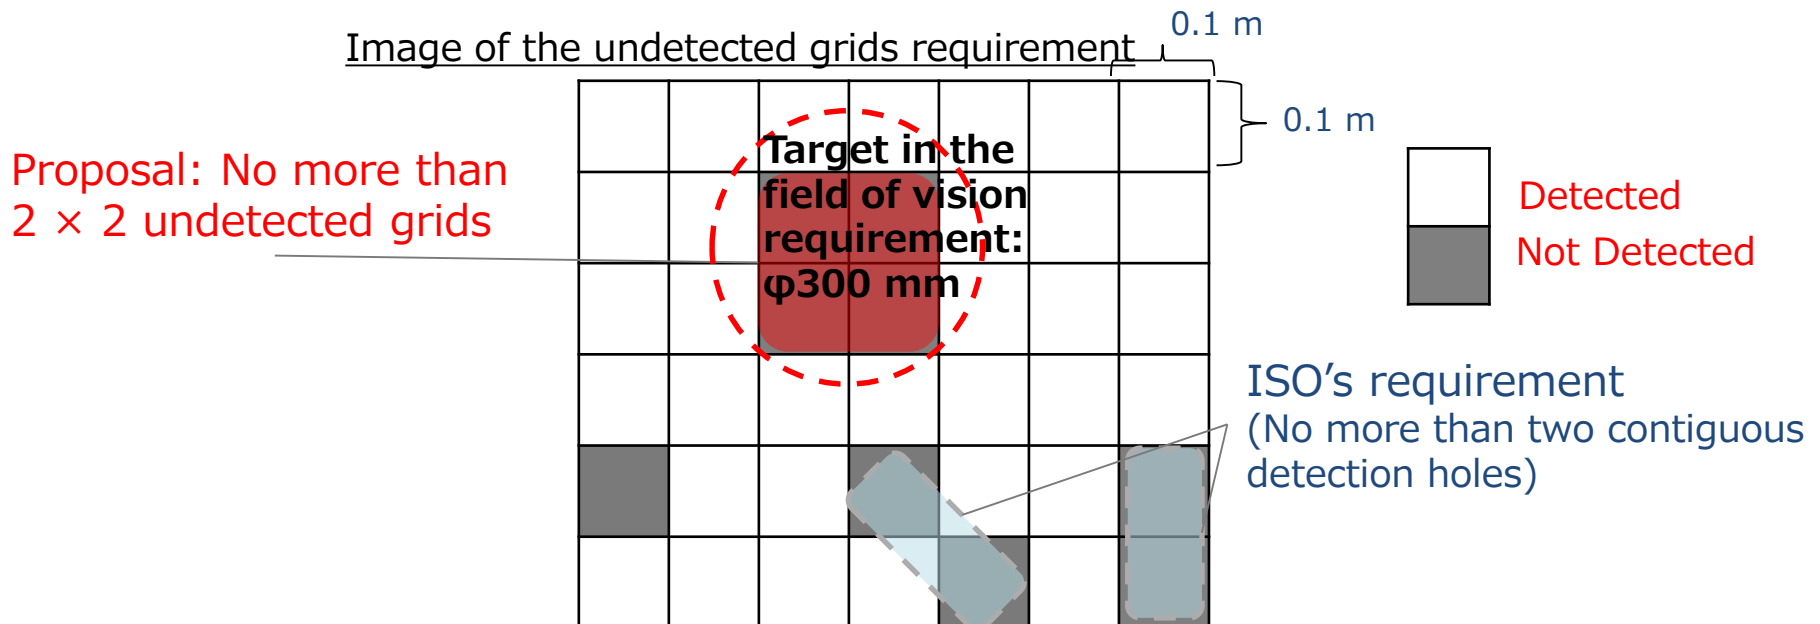 Image of the undetected grids requirement
0.1 m
0.1 m
Proposal: No more than
2 × 2 undetected grids
Target in the
field of vision
requirement:
φ300 mm
Detected
Not Detected
ISO’s requirement
(No more than two contiguous
detection holes)